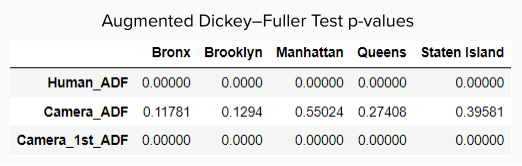 Augmented Dickey–Fuller Test p-values
Bronx Brooklyn Manhattan Queens Staten Island
Human_ADF 0.00000 0.0000 0.00000 0.00000 0.00000
Camera_ADF 0.11781 0.1294 0.55024 0.27408 0.39581
Camera_1st_ADF 0.00000 0.0000 0.00000 0.00000 0.00000